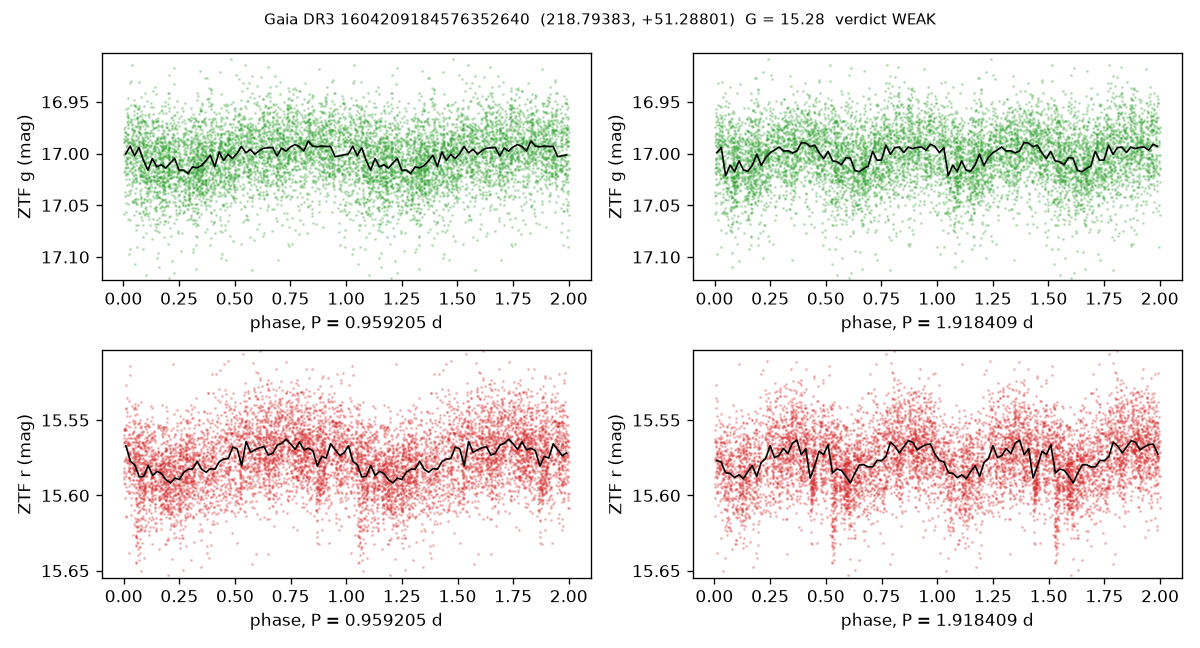 Gaia DR3 1604209184576352640  (218.79383, +51.28801)  G = 15.28  verdict WEAK
ZTF g (mag)
16.95
17.00
17.05
17.10
0.00 0.25 0.50 0.75 1.00 1.25 1.50 1.75 2.00
phase, P = 0.959205 d
ZTF g (mag)
16.95
17.00
17.05
17.10
0.00 0.25 0.50 0.75 1.00 1.25 1.50 1.75 2.00
phase, P = 1.918409 d
ZTF r (mag)
15.55
15.60
15.65
0.00 0.25 0.50 0.75 1.00 1.25 1.50 1.75 2.00
phase, P = 0.959205 d
ZTF r (mag)
15.55
15.60
15.65
0.00 0.25 0.50 0.75 1.00 1.25 1.50 1.75 2.00
phase, P = 1.918409 d